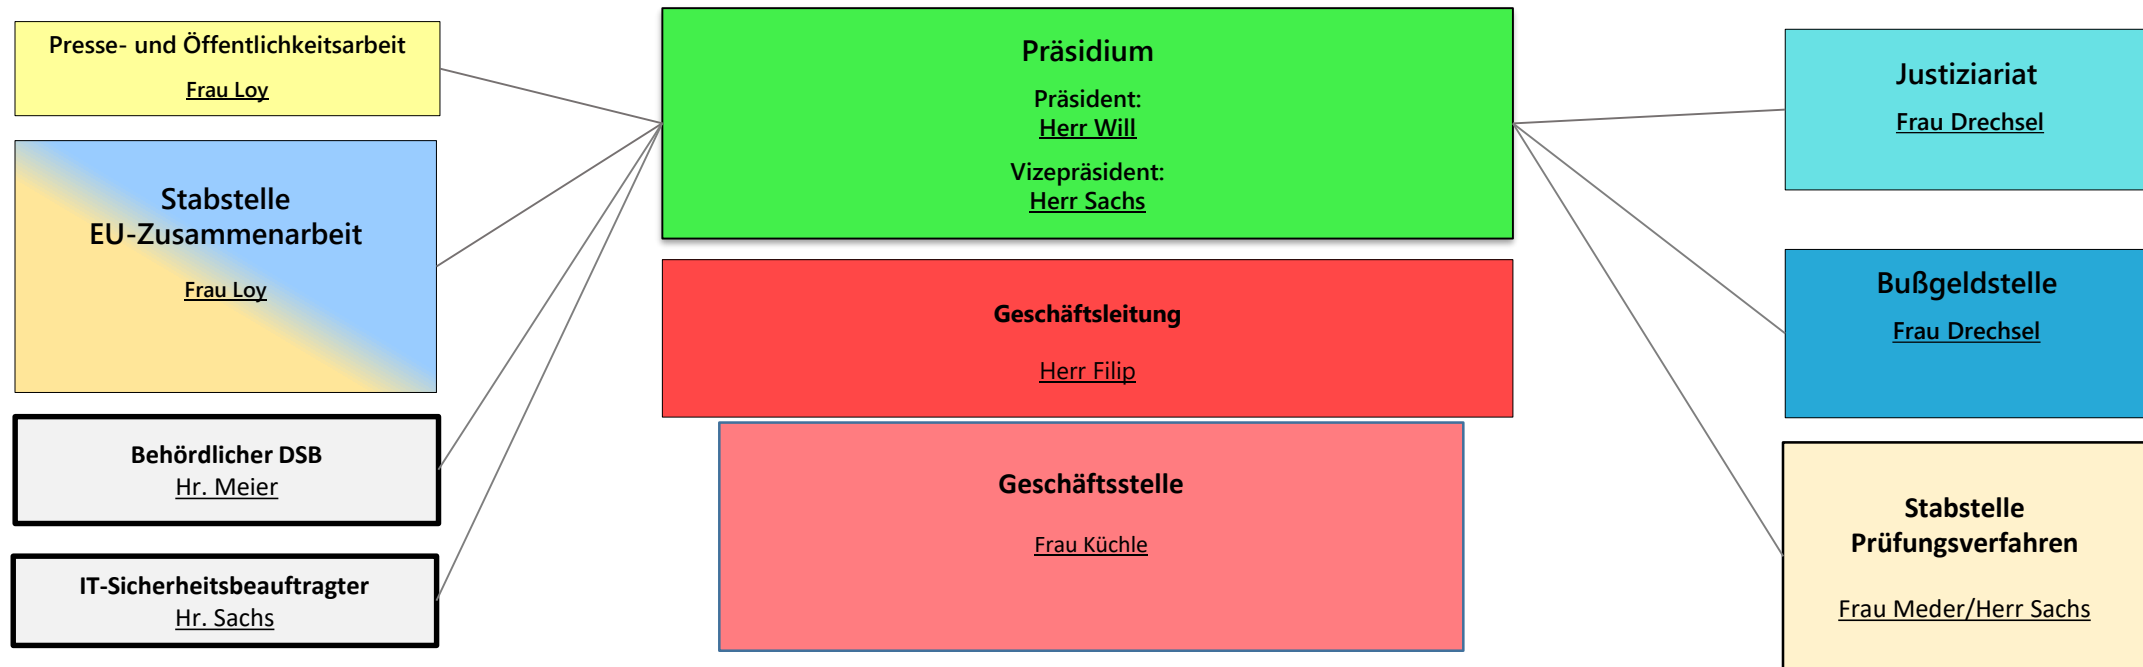 Presse- und Öffentlichkeitsarbeit
Frau Loy
Stabstelle
EU-Zusammenarbeit
Frau Loy
Behördlicher DSB
Hr. Meier
IT-Sicherheitsbeauftragter
Hr. Sachs
Präsidium
Präsident:
Herr Will
Vizepräsident:
Herr Sachs
Geschäftsleitung
Herr Filip
Geschäftsstelle
Frau Küchle
Justiziariat
Frau Drechsel
Bußgeldstelle
Frau Drechsel
Stabstelle
Prüfungsverfahren
Frau Meder/Herr Sachs